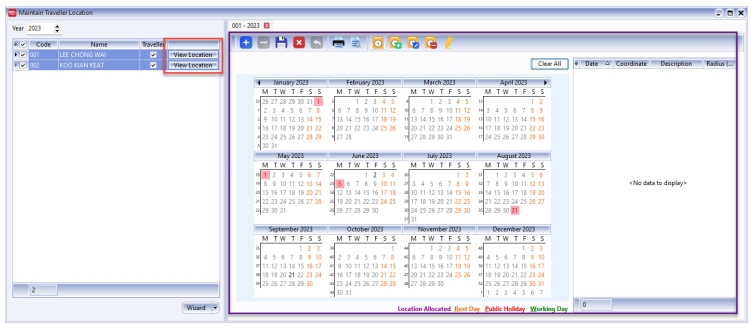 Maintain Traveller Location
Year 2023
Code Name Traveller
001 LEE CHONG WAI View Location
002 KOO KIAN KEAT View Location
2
Wizard
001 - 2023
Clear All
Date Coordinate Description Radius (...
<No data to display>
0
January 2023 February 2023 March 2023 April 2023
M T W T F S S M T W T F S S M T W T F S S M T W T F S S
26 27 28 29 30 31 1 1 2 3 4 5 1 2 3 4 5 1 2
2 3 4 5 6 7 8 6 7 8 9 10 11 12 6 7 8 9 10 11 12 3 4 5 6 7 8 9
9 10 11 12 13 14 15 13 14 15 16 17 18 19 13 14 15 16 17 18 19 10 11 12 13 14 15 16
16 17 18 19 20 21 22 20 21 22 23 24 25 26 20 21 22 23 24 25 26 17 18 19 20 21 22 23
23 24 25 26 27 28 29 27 28 27 28 29 30 31 24 25 26 27 28 29 30
30 31
May 2023 June 2023 July 2023 August 2023
M T W T F S S M T W T F S S M T W T F S S M T W T F S S
1 2 3 4 5 6 7 1 2 3 4 1 2 1 2 3 4 5 6
8 9 10 11 12 13 14 5 6 7 8 9 10 11 3 4 5 6 7 8 9 7 8 9 10 11 12 13
15 16 17 18 19 20 21 12 13 14 15 16 17 18 10 11 12 13 14 15 16 14 15 16 17 18 19 20
22 23 24 25 26 27 28 19 20 21 22 23 24 25 17 18 19 20 21 22 23 21 22 23 24 25 26 27
29 30 31 26 27 28 29 30 24 25 26 27 28 29 30 28 29 30 31
31
September 2023 October 2023 November 2023 December 2023
M T W T F S S M T W T F S S M T W T F S S M T W T F S S
1 2 3 1 1 2 3 4 5 1 2 3
4 5 6 7 8 9 10 2 3 4 5 6 7 8 6 7 8 9 10 11 12 4 5 6 7 8 9 10
11 12 13 14 15 16 17 9 10 11 12 13 14 15 13 14 15 16 17 18 19 11 12 13 14 15 16 17
18 19 20 21 22 23 24 16 17 18 19 20 21 22 20 21 22 23 24 25 26 18 19 20 21 22 23 24
25 26 27 28 29 30 23 24 25 26 27 28 29 27 28 29 30 25 26 27 28 29 30 31
30 31 1 2 3 4 5 6 7
Location Allocated Rest Day Public Holiday Working Day